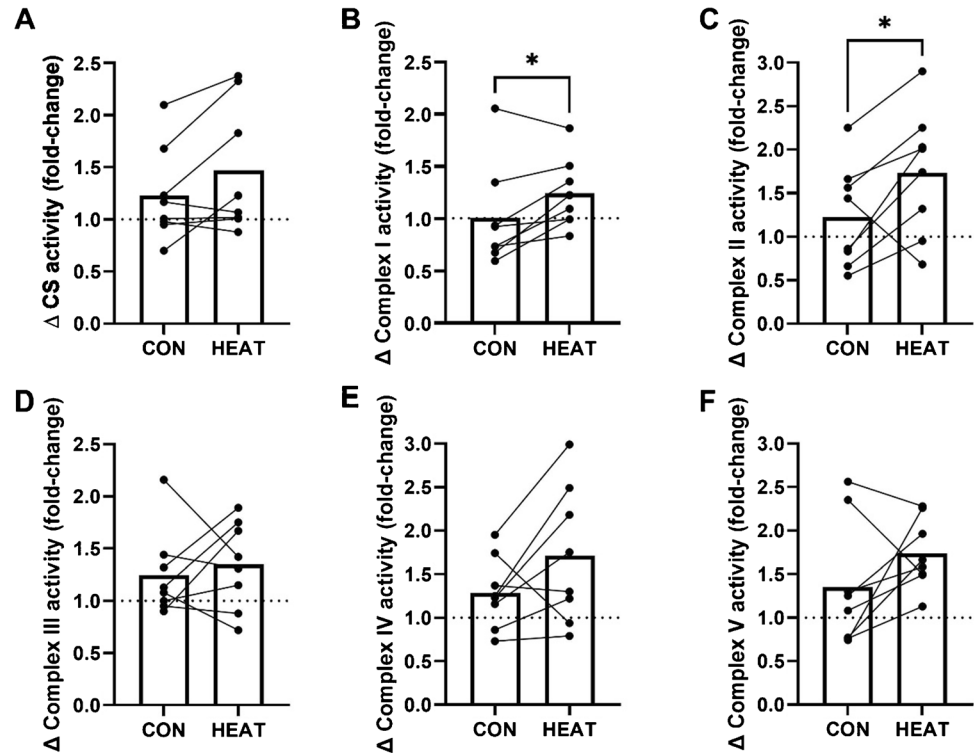 A
Δ CS activity (fold-change)
2.5
2.0
1.5
1.0
0.5
0.0
CON HEAT
B
Δ Complex I activity (fold-change)
2.5
2.0
1.5
1.0
0.5
0.0
*
CON HEAT
C
Δ Complex II activity (fold-change)
3.0
2.5
2.0
1.5
1.0
0.5
0.0
*
CON HEAT
D
Δ Complex III activity (fold-change)
2.5
2.0
1.5
1.0
0.5
0.0
CON HEAT
E
Δ Complex IV activity (fold-change)
3.0
2.5
2.0
1.5
1.0
0.5
0.0
CON HEAT
F
Δ Complex V activity (fold-change)
3.0
2.5
2.0
1.5
1.0
0.5
0.0
CON HEAT